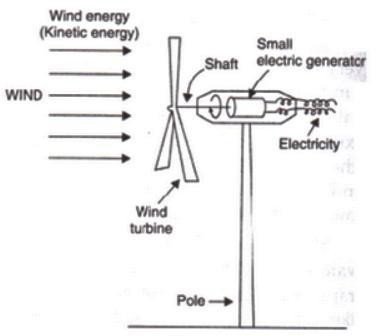 Wind energy
(Kinetic energy)
WIND
Shaft
Small
electric generator
Electricity
Wind
turbine
Pole